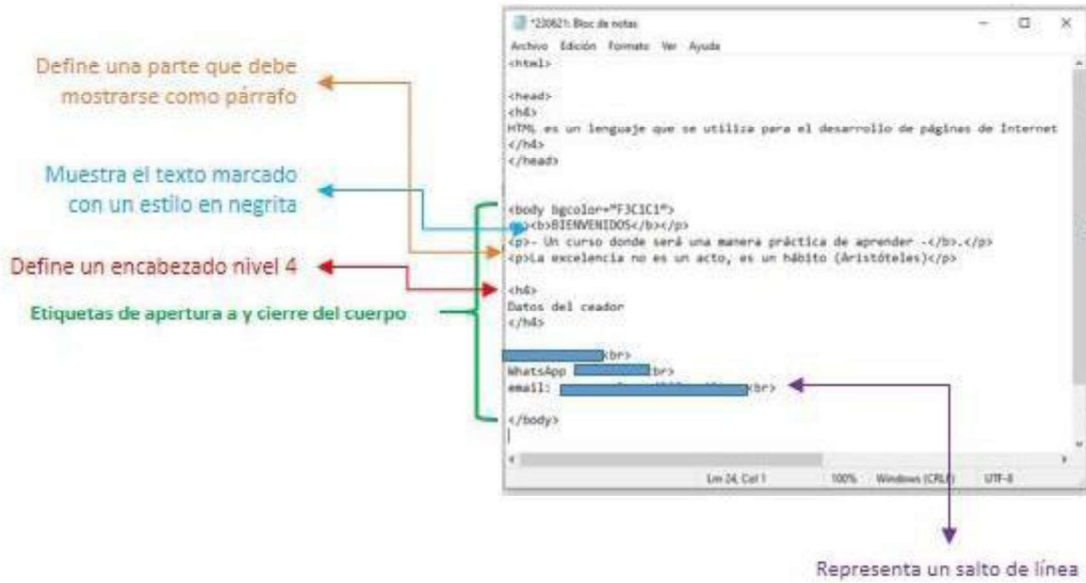 *230621: Bloc de notas
Archivo Edición Formato Ver Ayuda
<html>
<head>
<h4>
HTML es un lenguaje que se utiliza para el desarrollo de páginas de Internet
</h4>
</head>
<body bgcolor="F3C1C1">
<b>BIENVENIDOS</b></p>
<p>- Un curso donde será una manera práctica de aprender -</b>.</p>
<p>La excelencia no es un acto, es un hábito (Aristóteles)</p>
<h4>
Datos del ceador
</h4>
<br>
WhatsApp br>
email: <br>
</body>
Lm 24, Col 1 100% Windows (CRLF) UTF-8
Define una parte que debe
mostrarse como párrafo
Muestra el texto marcado
con un estilo en negrita
Define un encabezado nivel 4
Etiquetas de apertura a y cierre del cuerpo
Representa un salto de línea